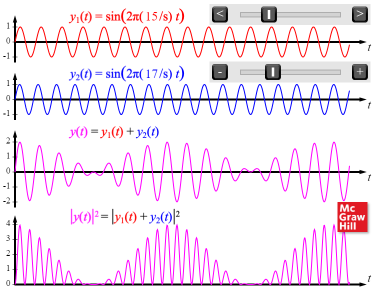 y₁(t) = sin(2π(15/s) t)
< >
1
0
-1
t
y₂(t) = sin(2π(17/s) t)
- +
1
0
-1
t
y(t) = y₁(t) + y₂(t)
2
1
0
-1
-2
t
|y(t)|² = |y₁(t) + y₂(t)|²
4
3
2
1
0
t
Mc
Graw
Hill